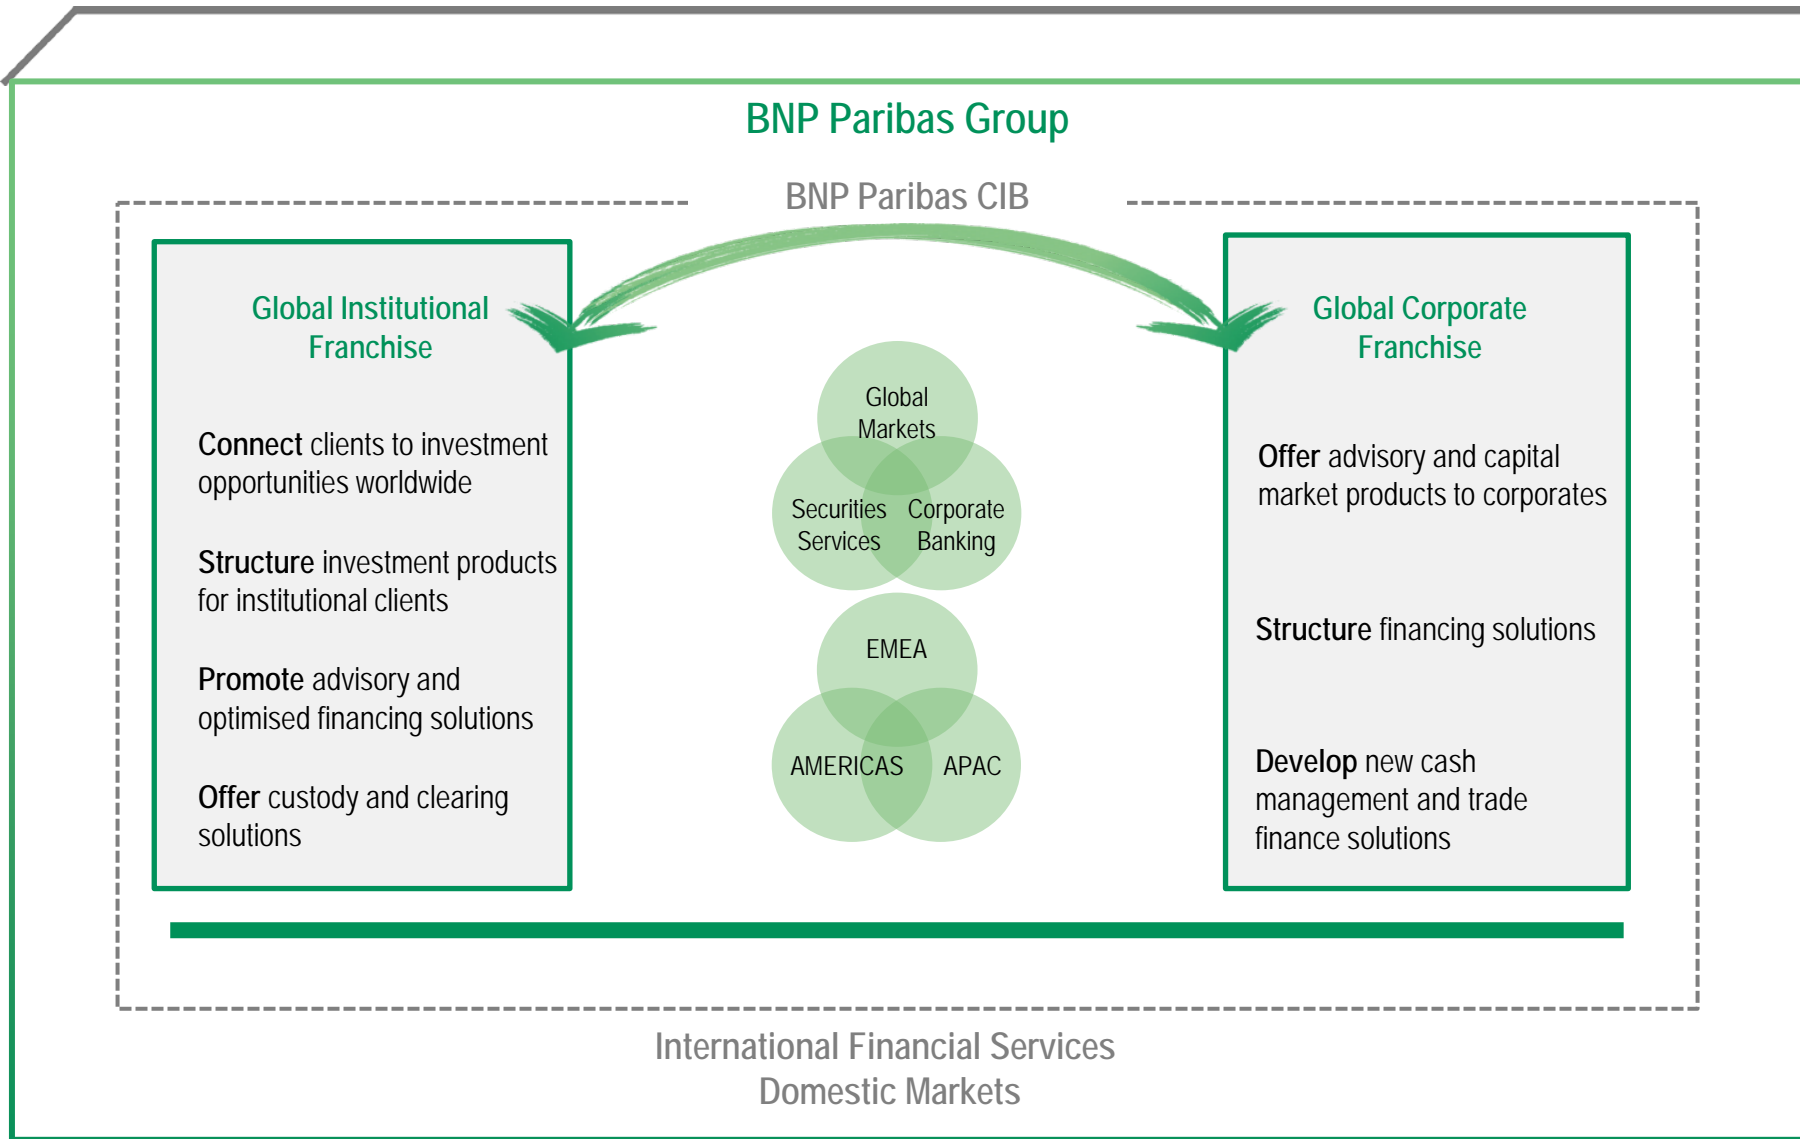 BNP Paribas Group
BNP Paribas CIB
Global Institutional
Franchise
Connect clients to investment
opportunities worldwide
Structure investment products
for institutional clients
Promote advisory and
optimised financing solutions
Offer custody and clearing
solutions
Global
Markets
Securities
Services
Corporate
Banking
EMEA
AMERICAS
APAC
Global Corporate
Franchise
Offer advisory and capital
market products to corporates
Structure financing solutions
Develop new cash
management and trade
finance solutions
International Financial Services
Domestic Markets